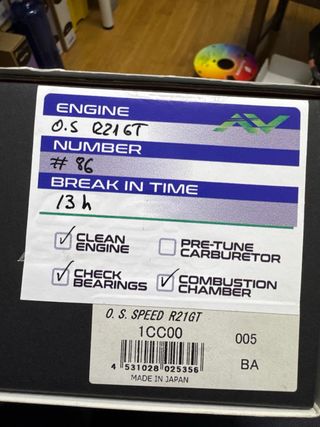 AV
ENGINE
O.S R21GT
NUMBER
# 86
BREAK IN TIME
13 h
CLEAN ENGINE
PRE-TUNE CARBURETOR
CHECK BEARINGS
COMBUSTION CHAMBER
O.S.SPEED R21GT
1CC00
005
4 531028 025356
BA
MADE IN JAPAN